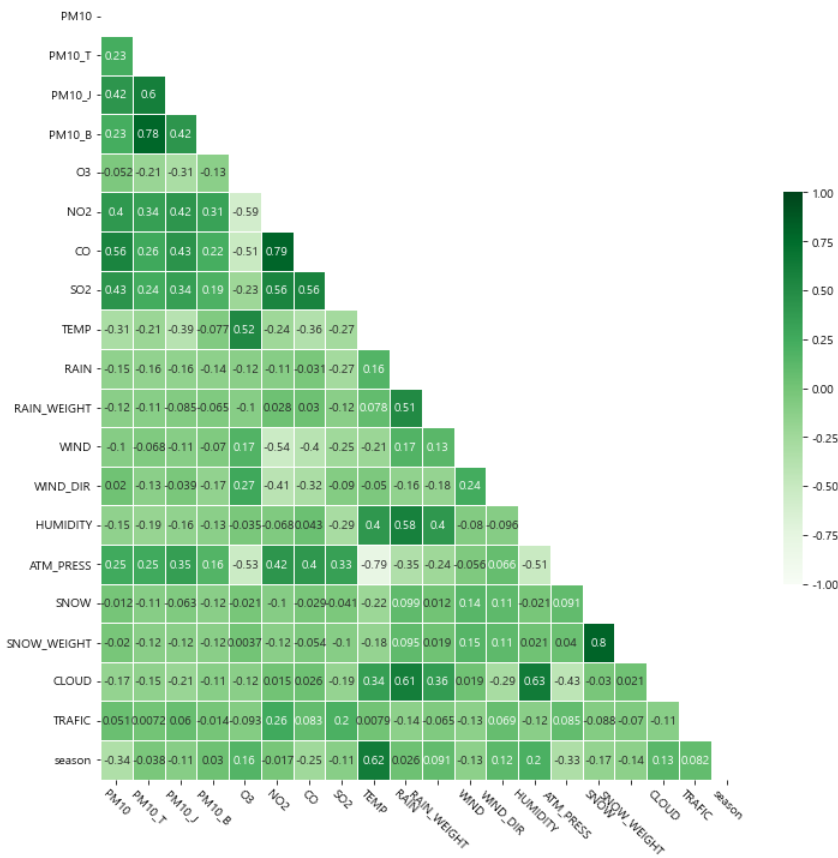 PM10
PM10_T 0.23
PM10_J 0.42 0.6
PM10_B 0.23 0.78 0.42
O3 -0.052 -0.21 -0.31 -0.13
NO2 0.4 0.34 0.42 0.31 -0.59
CO 0.56 0.26 0.43 0.22 -0.51 0.79
SO2 0.43 0.24 0.34 0.19 -0.23 0.56 0.56
TEMP -0.31 -0.21 -0.39 -0.077 0.52 -0.24 -0.36 -0.27
RAIN -0.15 -0.16 -0.16 -0.14 -0.12 -0.11 -0.031 -0.27 0.16
RAIN_WEIGHT -0.12 -0.11 -0.085 -0.065 -0.1 0.028 0.03 -0.12 0.078 0.51
WIND -0.1 -0.068 -0.11 -0.07 0.17 -0.54 -0.4 -0.25 -0.21 0.17 0.13
WIND_DIR 0.02 -0.13 -0.039 -0.17 0.27 -0.41 -0.32 -0.09 -0.05 -0.16 -0.18 0.24
HUMIDITY -0.15 -0.19 -0.16 -0.13 -0.035 -0.068 0.043 -0.29 0.4 0.58 0.4 -0.08 -0.096
ATM_PRESS 0.25 0.25 0.35 0.16 -0.53 0.42 0.4 0.33 -0.79 -0.35 -0.24 -0.056 0.066 -0.51
SNOW -0.012 -0.11 -0.063 -0.12 -0.021 -0.1 -0.029 -0.041 -0.22 0.099 0.012 0.14 0.11 -0.021 0.091
SNOW_WEIGHT -0.02 -0.12 -0.12 -0.12 0.0037 -0.12 -0.054 -0.1 -0.18 0.095 0.019 0.15 0.11 0.021 0.04 0.8
CLOUD -0.17 -0.15 -0.21 -0.11 -0.12 0.015 0.026 -0.19 0.34 0.61 0.36 0.019 -0.29 0.63 -0.43 -0.03 0.021
TRAFIC -0.051 0.0072 0.06 -0.014 -0.093 0.26 0.083 0.2 0.0079 -0.14 -0.065 -0.13 0.069 -0.12 0.085 -0.088 -0.07 -0.11
season -0.34 -0.038 -0.11 0.03 0.16 -0.017 -0.25 -0.11 0.62 0.026 0.091 -0.13 0.12 0.2 -0.33 -0.17 -0.14 0.13 0.082
PM10 PM10_T PM10_J PM10_B O3 NO2 CO SO2 TEMP RAIN RAIN_WEIGHT WIND WIND_DIR HUMIDITY ATM_PRESS SNOW SNOW_WEIGHT CLOUD TRAFIC season
1.00
0.75
0.50
0.25
0.00
-0.25
-0.50
-0.75
-1.00